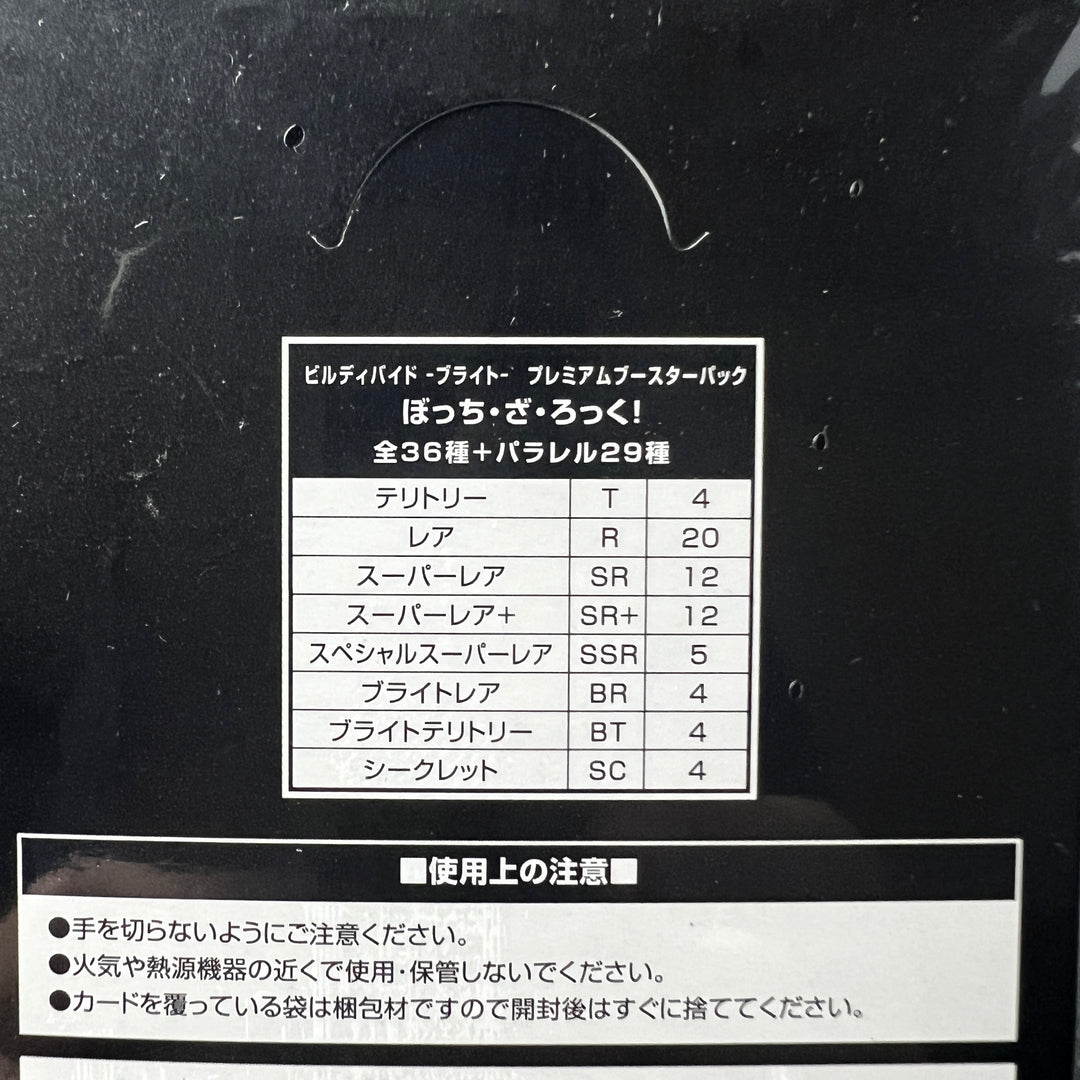 ビルディバイド -ブライト- プレミアムブースターパック
ぼっち・ざ・ろっく!
全36種+パラレル29種
テリトリー T 4
レア R 20
スーパーレア SR 12
スーパーレア+ SR+ 12
スペシャルスーパーレア SSR 5
ブライトレア BR 4
ブライトテリトリー BT 4
シークレット SC 4
■使用上の注意■
●手を切らないようにご注意ください。
●火気や熱源機器の近くで使用・保管しないでください。
●カードを覆っている袋は梱包材ですので開封後はすぐに捨ててください。